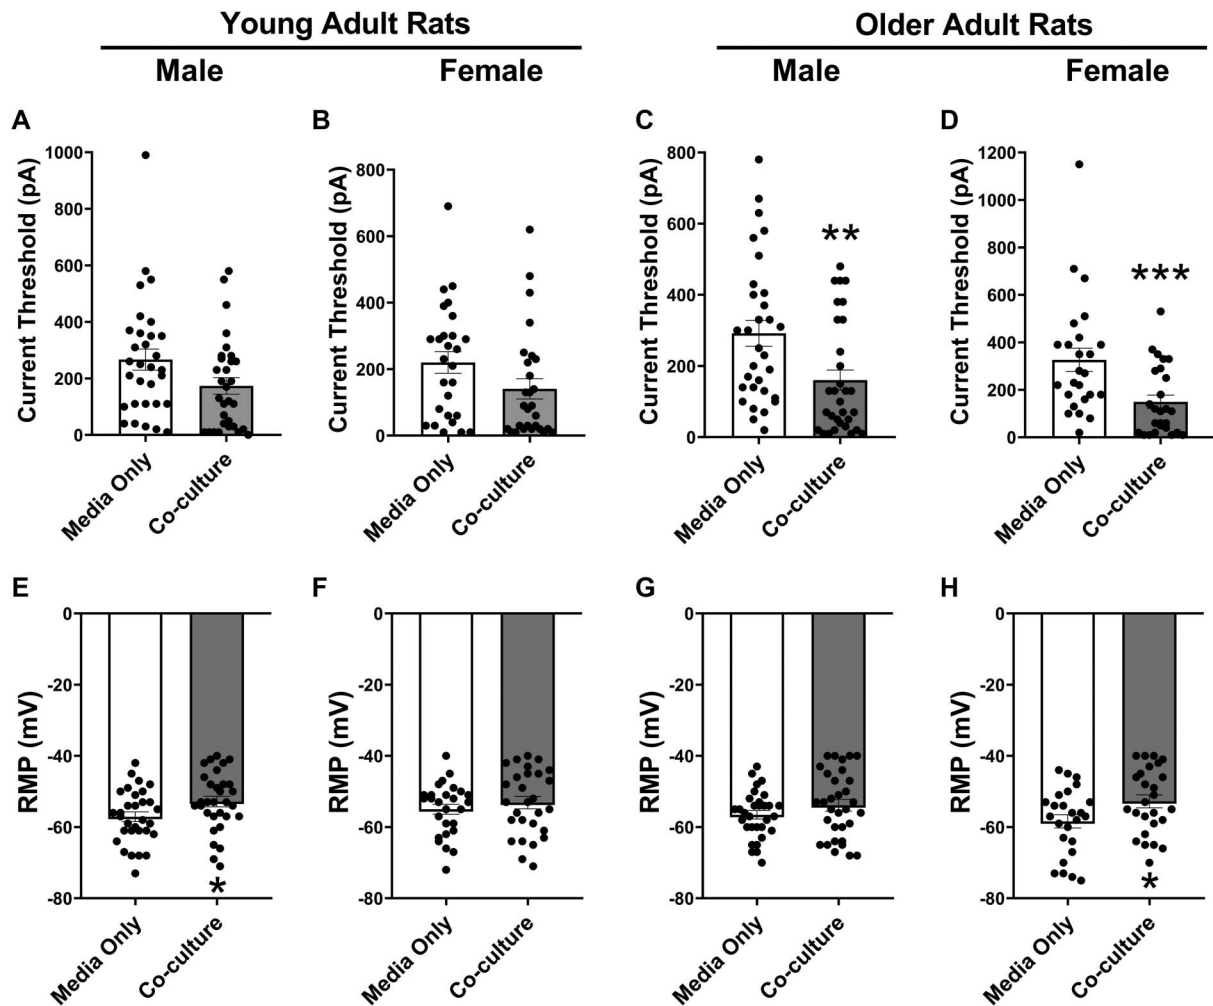 Young Adult Rats
Older Adult Rats
Male
Female
Male
Female
A
Current Threshold (pA)
1000
800
600
400
200
0
Media Only
Co-culture
B
Current Threshold (pA)
800
600
400
200
0
Media Only
Co-culture
C
Current Threshold (pA)
800
600
400
200
0
**
Media Only
Co-culture
D
Current Threshold (pA)
1200
1000
800
600
400
200
0
***
Media Only
Co-culture
E
RMP (mV)
0
-20
-40
-60
-80
*
Media Only
Co-culture
F
RMP (mV)
0
-20
-40
-60
-80
Media Only
Co-culture
G
RMP (mV)
0
-20
-40
-60
-80
Media Only
Co-culture
H
RMP (mV)
0
-20
-40
-60
-80
*
Media Only
Co-culture